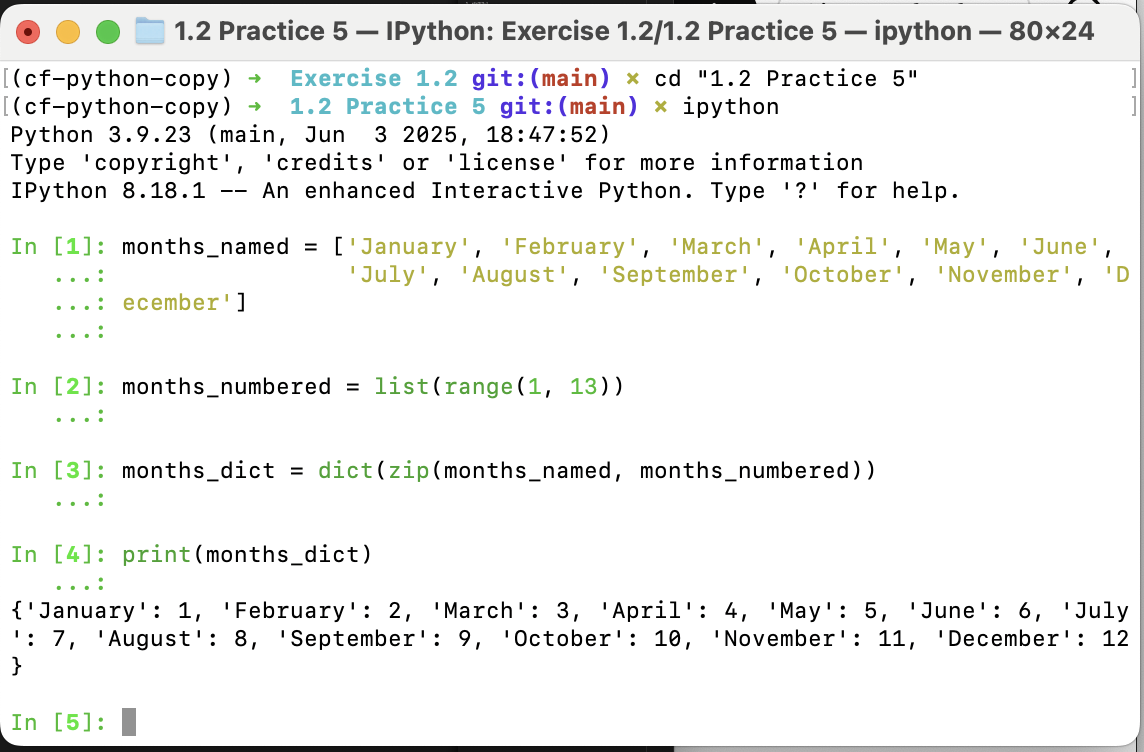 1.2 Practice 5 — IPython: Exercise 1.2/1.2 Practice 5 — ipython — 80×24
[(cf-python-copy) ➜  Exercise 1.2 git:(main) × cd "1.2 Practice 5" ]
[(cf-python-copy) ➜  1.2 Practice 5 git:(main) × ipython ]
Python 3.9.23 (main, Jun  3 2025, 18:47:52)
Type 'copyright', 'credits' or 'license' for more information
IPython 8.18.1 -- An enhanced Interactive Python. Type '?' for help.
In [1]: months_named = ['January', 'February', 'March', 'April', 'May', 'June',
   ...:                 'July', 'August', 'September', 'October', 'November', 'D
   ...: ecember']
   ...:
In [2]: months_numbered = list(range(1, 13))
   ...:
In [3]: months_dict = dict(zip(months_named, months_numbered))
   ...:
In [4]: print(months_dict)
   ...:
{'January': 1, 'February': 2, 'March': 3, 'April': 4, 'May': 5, 'June': 6, 'July
': 7, 'August': 8, 'September': 9, 'October': 10, 'November': 11, 'December': 12
}
In [5]: